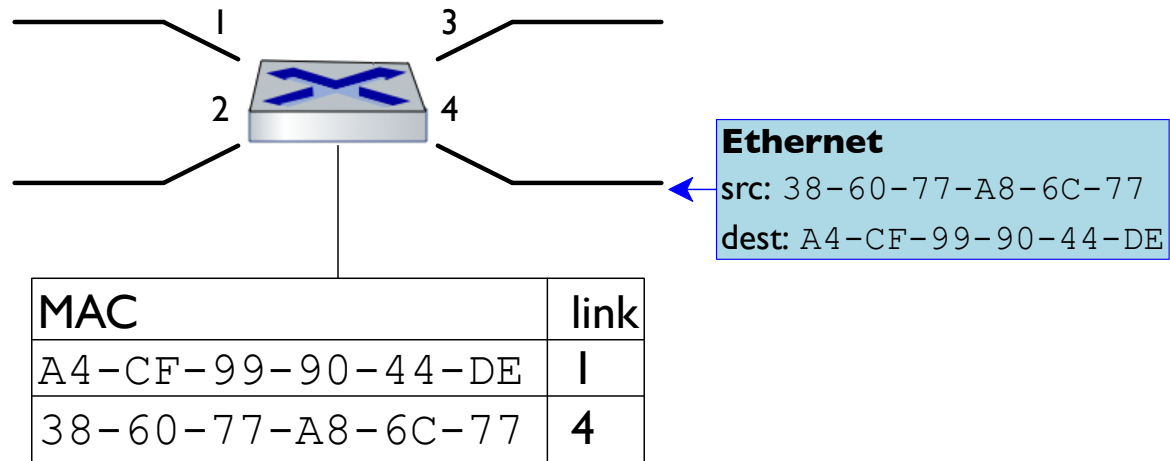 1
3
2
4
Ethernet
src: 38-60-77-A8-6C-77
dest: A4-CF-99-90-44-DE
MAC link
A4-CF-99-90-44-DE 1
38-60-77-A8-6C-77 4